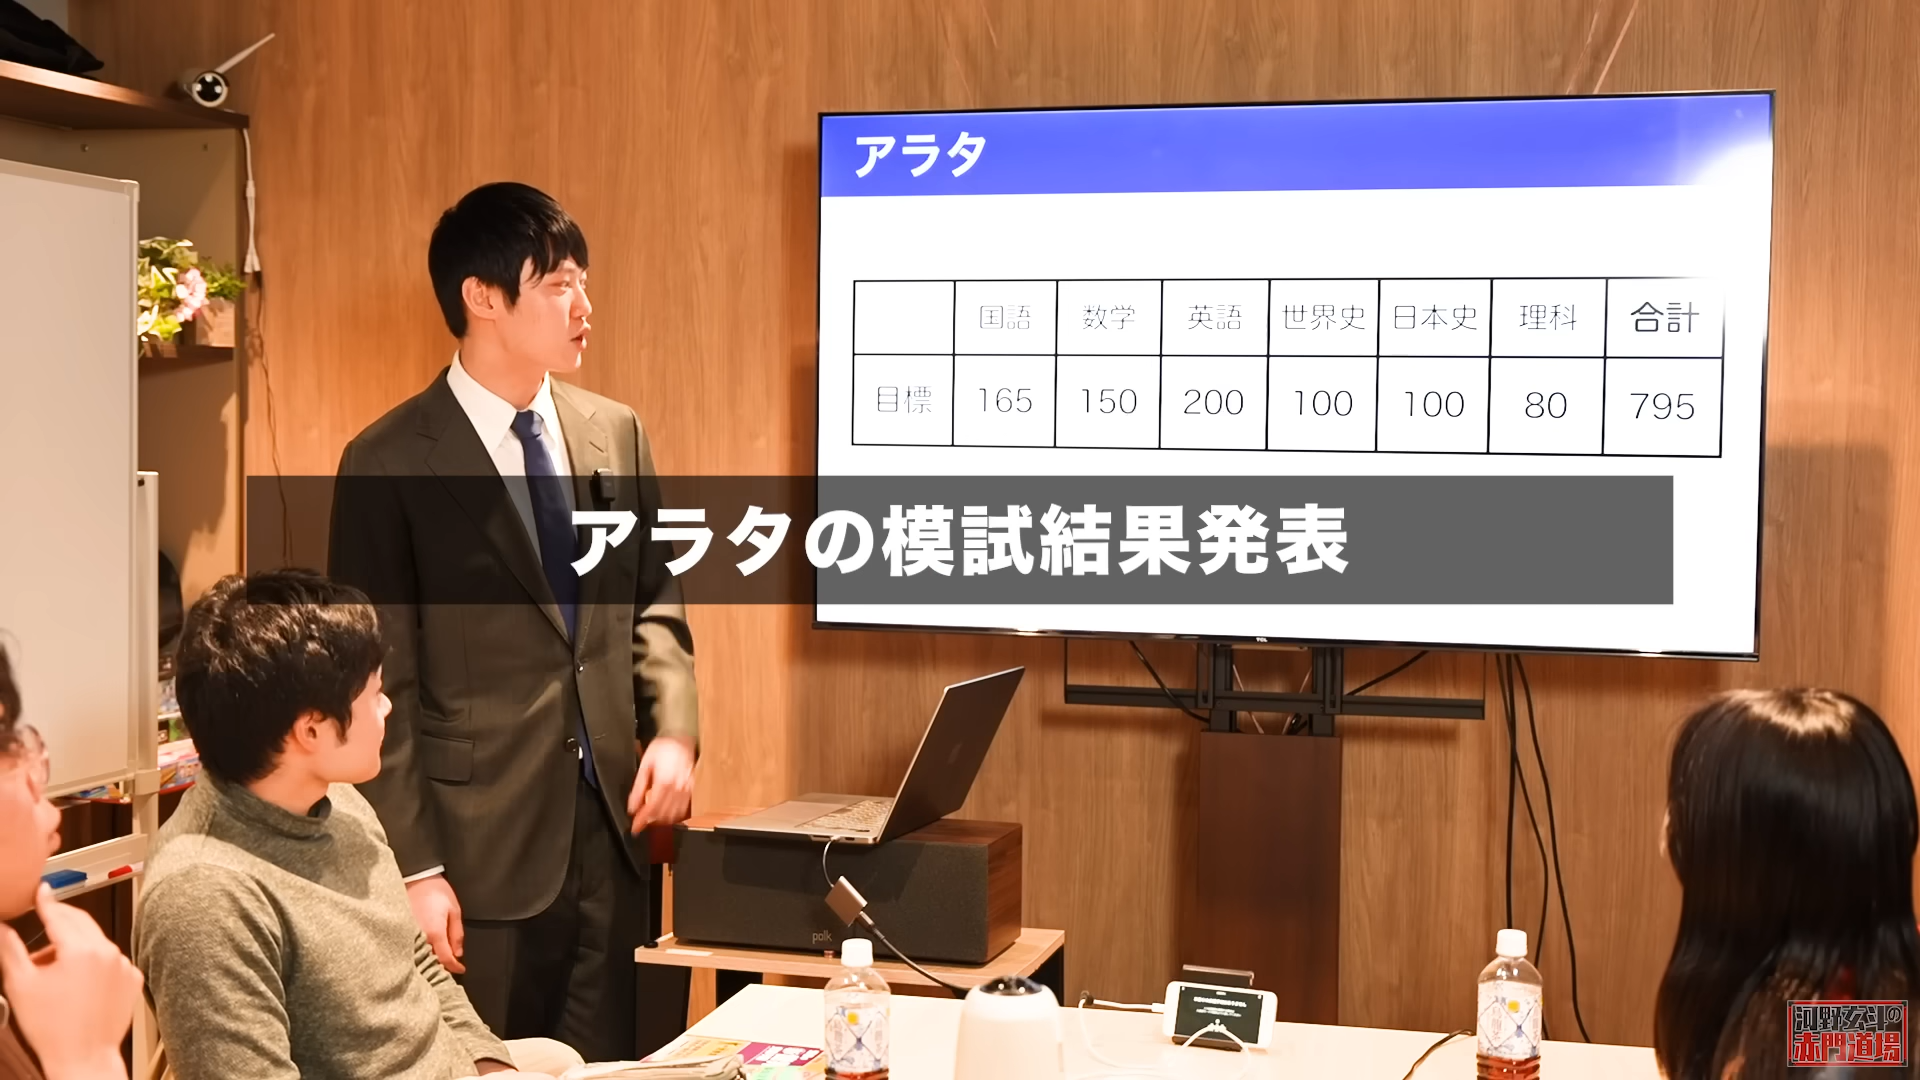 アラタ
国語 数学 英語 世界史 日本史 理科 合計
目標 165 150 200 100 100 80 795
アラタの模試結果発表
TCL
polk
河野玄斗の
赤門道場